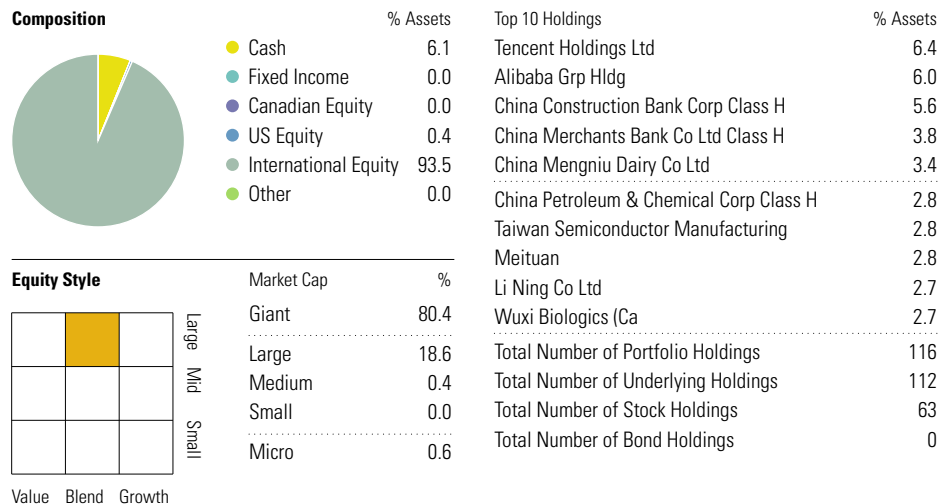 Composition % Assets
Cash 6.1
Fixed Income 0.0
Canadian Equity 0.0
US Equity 0.4
International Equity 93.5
Other 0.0
Equity Style
Large
Mid
Small
Value Blend Growth
Market Cap %
Giant 80.4
Large 18.6
Medium 0.4
Small 0.0
Micro 0.6
Top 10 Holdings % Assets
Tencent Holdings Ltd 6.4
Alibaba Grp Hldg 6.0
China Construction Bank Corp Class H 5.6
China Merchants Bank Co Ltd Class H 3.8
China Mengniu Dairy Co Ltd 3.4
China Petroleum & Chemical Corp Class H 2.8
Taiwan Semiconductor Manufacturing 2.8
Meituan 2.8
Li Ning Co Ltd 2.7
Wuxi Biologics (Ca 2.7
Total Number of Portfolio Holdings 116
Total Number of Underlying Holdings 112
Total Number of Stock Holdings 63
Total Number of Bond Holdings 0